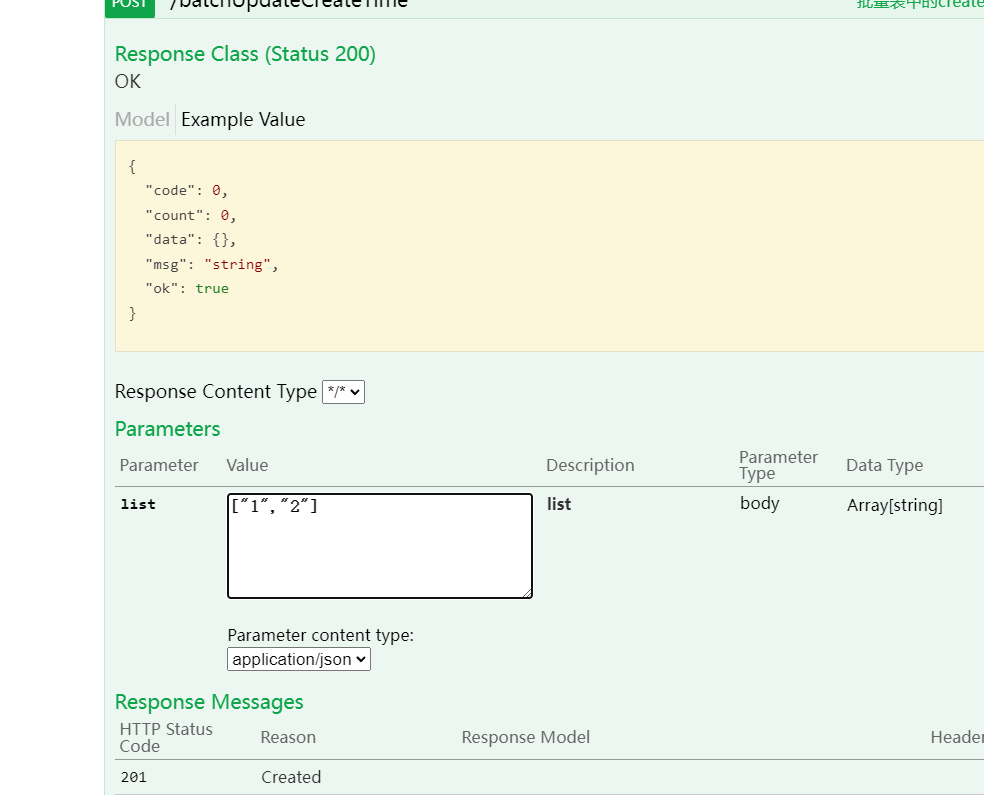 POST /batchUpdateCreateTime 批量表中的create
Response Class (Status 200)
OK
Model Example Value
{
"code": 0,
"count": 0,
"data": {},
"msg": "string",
"ok": true
}
Response Content Type */*
Parameters
Parameter Value Description Parameter Type Data Type
list ["1","2"] list body Array[string]
Parameter content type:
application/json
Response Messages
HTTP Status Code Reason Response Model Header
201 Created